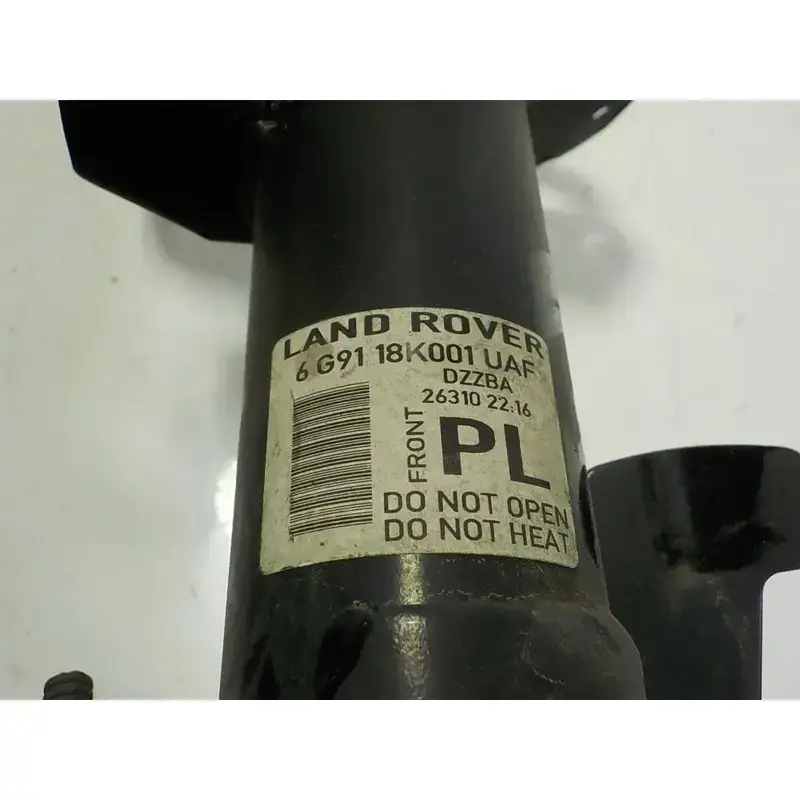 LAND ROVER
6 G91 18K001 UAF
DZZBA
26310 22:16
FRONT
PL
DO NOT OPEN
DO NOT HEAT